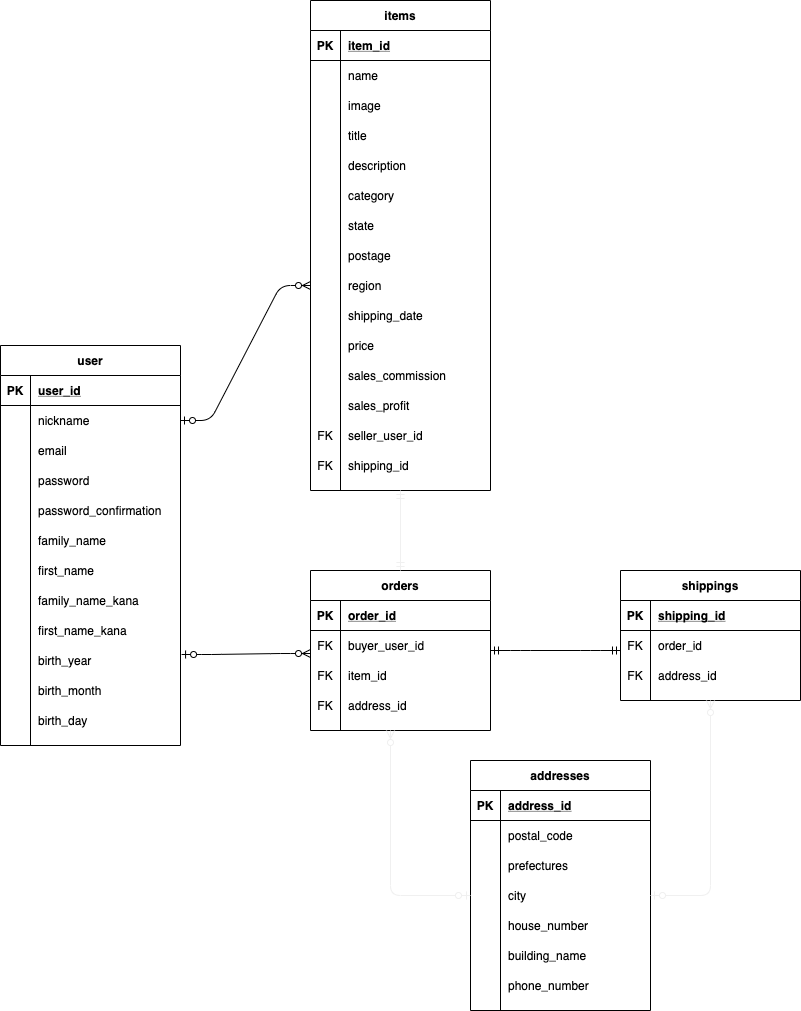 items
PK item_id
name
image
title
description
category
state
postage
region
shipping_date
price
sales_commission
sales_profit
FK seller_user_id
FK shipping_id
user
PK user_id
nickname
email
password
password_confirmation
family_name
first_name
family_name_kana
first_name_kana
birth_year
birth_month
birth_day
orders
PK order_id
FK buyer_user_id
FK item_id
FK address_id
shippings
PK shipping_id
FK order_id
FK address_id
addresses
PK address_id
postal_code
prefectures
city
house_number
building_name
phone_number